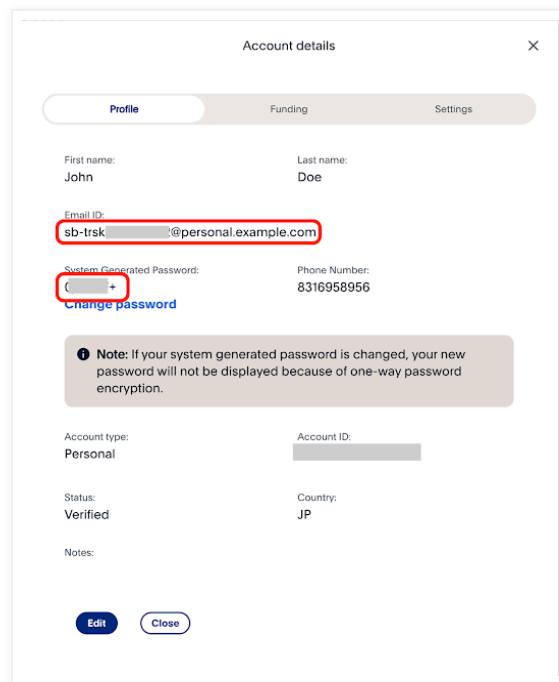 Account details
Profile Funding Settings
First name: Last name:
John Doe
Email ID:
sb-trsk @personal.example.com
System Generated Password: Phone Number:
+ 8316958956
Change password
Note: If your system generated password is changed, your new
password will not be displayed because of one-way password
encryption.
Account type: Account ID:
Personal
Status: Country:
Verified JP
Notes:
Edit Close